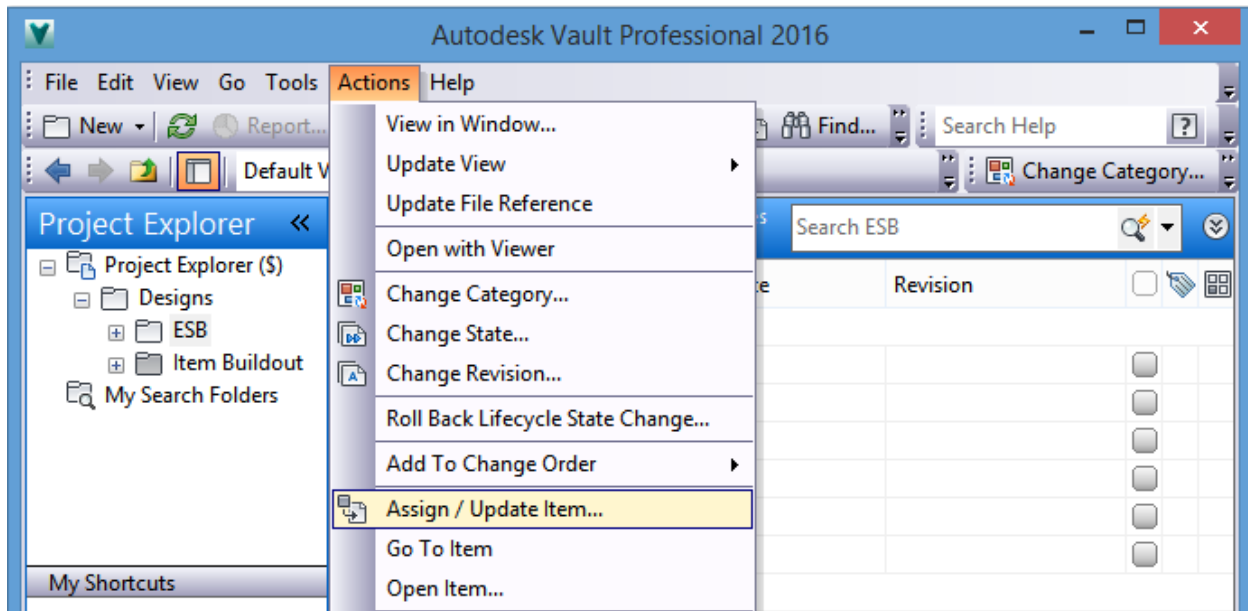 Autodesk Vault Professional 2016
File Edit View Go Tools Actions Help
New Report... Find... Search Help
Default V Change Category...
Project Explorer «
Search ESB
Project Explorer ($)
Designs
ESB
Item Buildout
My Search Folders
My Shortcuts
View in Window...
Update View
Update File Reference
Open with Viewer
Change Category...
Change State...
Change Revision...
Roll Back Lifecycle State Change...
Add To Change Order
Assign / Update Item...
Go To Item
Open Item...
Revision